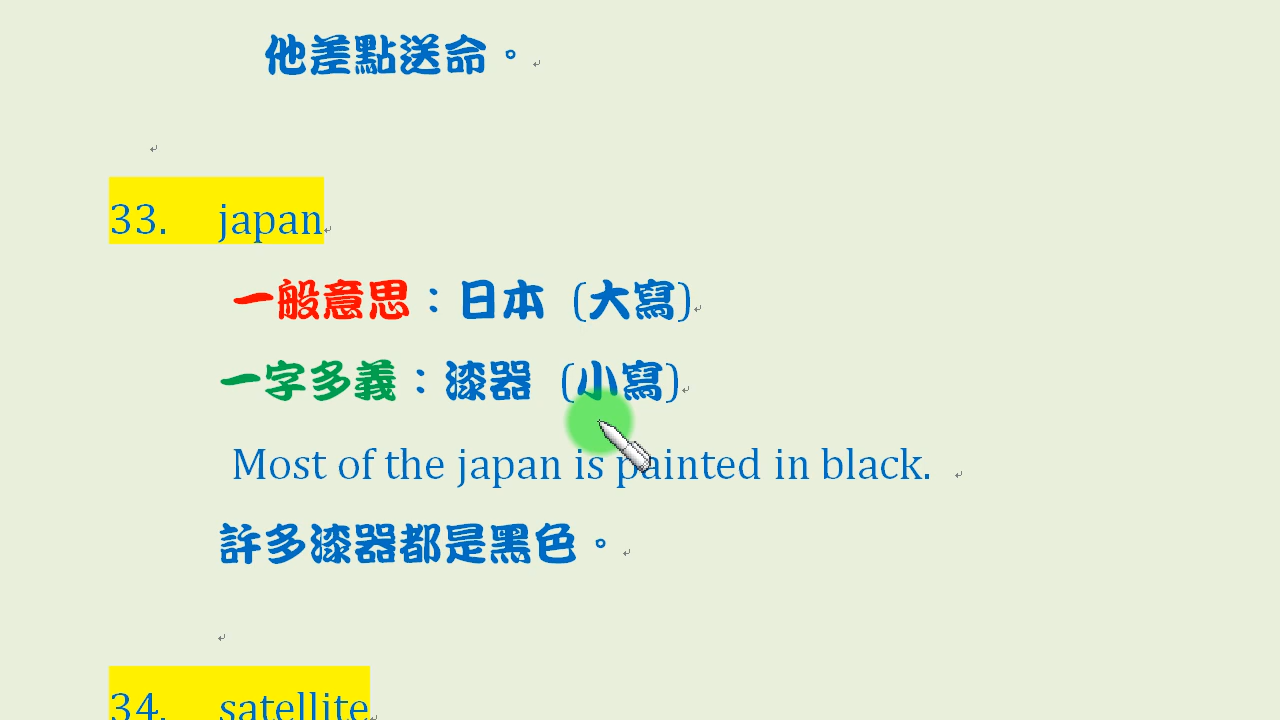 他差點送命。
33. japan
一般意思：日本 (大寫)
一字多義：漆器 (小寫)
Most of the japan is painted in black.
許多漆器都是黑色。
34. satellite